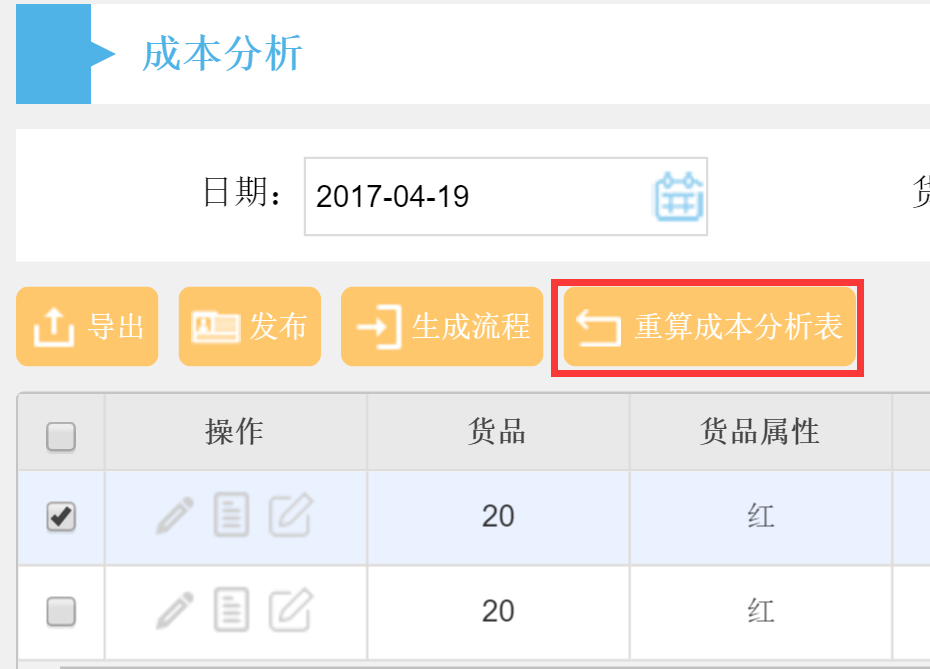 成本分析
日期：2017-04-19
导出 发布 生成流程 重算成本分析表
操作 货品 货品属性
20 红
20 红